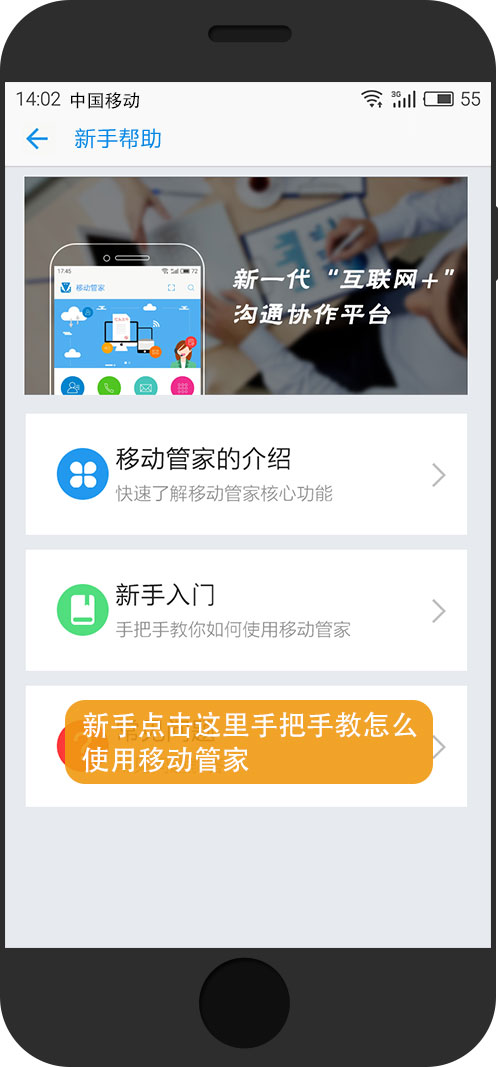 14:02 中国移动 3G 55
新手帮助
新一代“互联网+”
沟通协作平台
17:45 72
移动管家
移动管家的介绍
快速了解移动管家核心功能
新手入门
手把手教你如何使用移动管家
新手点击这里手把手教怎么
使用移动管家